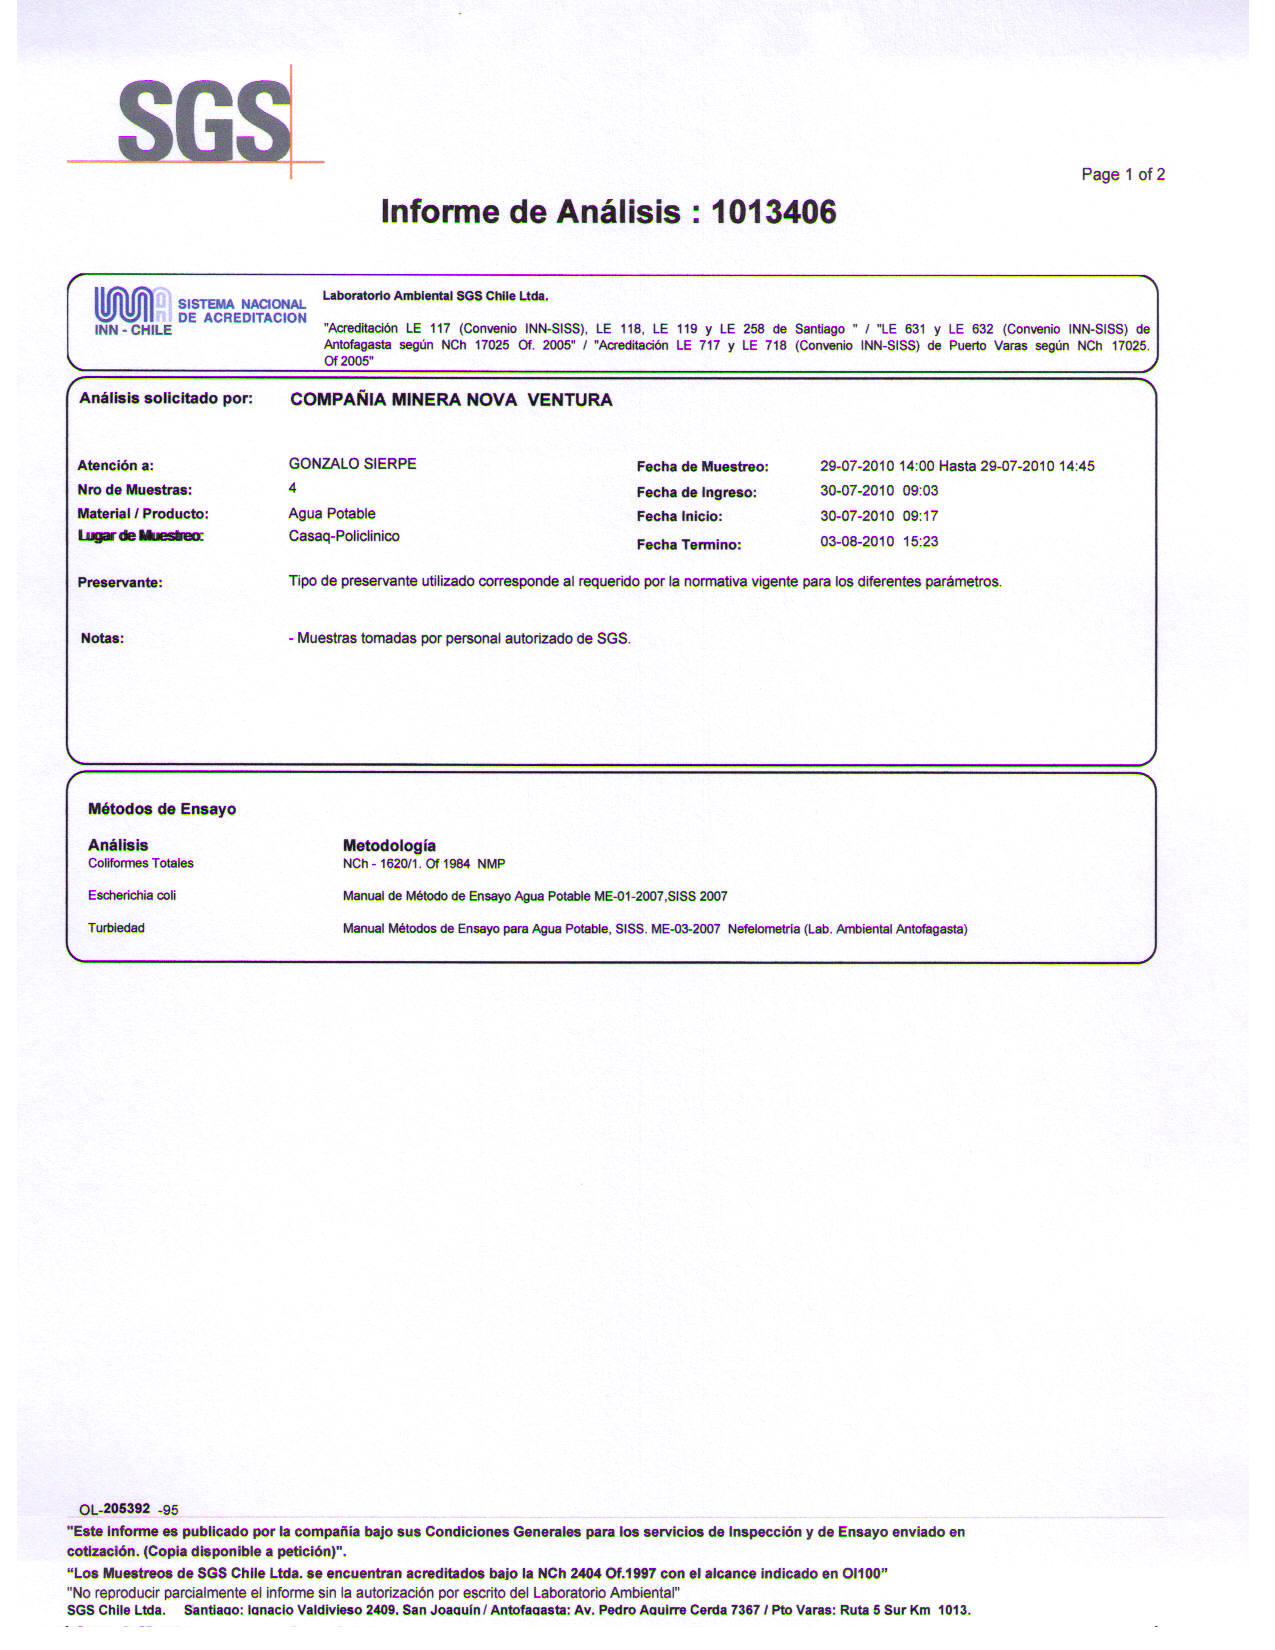 SGS
Page 1 of 2
Informe de Análisis : 1013406
INN - CHILE
SISTEMA NACIONAL
DE ACREDITACION
Laboratorio Ambiental SGS Chile Ltda.
"Acreditación LE 117 (Convenio INN-SISS), LE 118, LE 119 y LE 258 de Santiago " / "LE 631 y LE 632 (Convenio INN-SISS) de
Antofagasta según NCh 17025 Of. 2005" / "Acreditación LE 717 y LE 718 (Convenio INN-SISS) de Puerto Varas según NCh 17025.
Of 2005"
Análisis solicitado por: COMPAÑIA MINERA NOVA VENTURA
Atención a: GONZALO SIERPE Fecha de Muestreo: 29-07-2010 14:00 Hasta 29-07-2010 14:45
Nro de Muestras: 4 Fecha de Ingreso: 30-07-2010 09:03
Material / Producto: Agua Potable Fecha Inicio: 30-07-2010 09:17
Lugar de Muestreo: Casaq-Policlinico Fecha Termino: 03-08-2010 15:23
Preservante: Tipo de preservante utilizado corresponde al requerido por la normativa vigente para los diferentes parámetros.
Notas: - Muestras tomadas por personal autorizado de SGS.
Métodos de Ensayo
Análisis Metodología
Coliformes Totales NCh - 1620/1. Of 1984 NMP
Escherichia coli Manual de Método de Ensayo Agua Potable ME-01-2007,SISS 2007
Turbiedad Manual Métodos de Ensayo para Agua Potable, SISS. ME-03-2007 Nefelometría (Lab. Ambiental Antofagasta)
OL-205392 -95
"Este informe es publicado por la compañia bajo sus Condiciones Generales para los servicios de Inspección y de Ensayo enviado en
cotización. (Copia disponible a petición)".
“Los Muestreos de SGS Chile Ltda. se encuentran acreditados bajo la NCh 2404 Of.1997 con el alcance indicado en OI100”
"No reproducir parcialmente el informe sin la autorización por escrito del Laboratorio Ambiental"
SGS Chile Ltda. Santiago: Ignacio Valdivieso 2409. San Joaquín / Antofagasta: Av. Pedro Aguirre Cerda 7367 / Pto Varas: Ruta 5 Sur Km 1013.